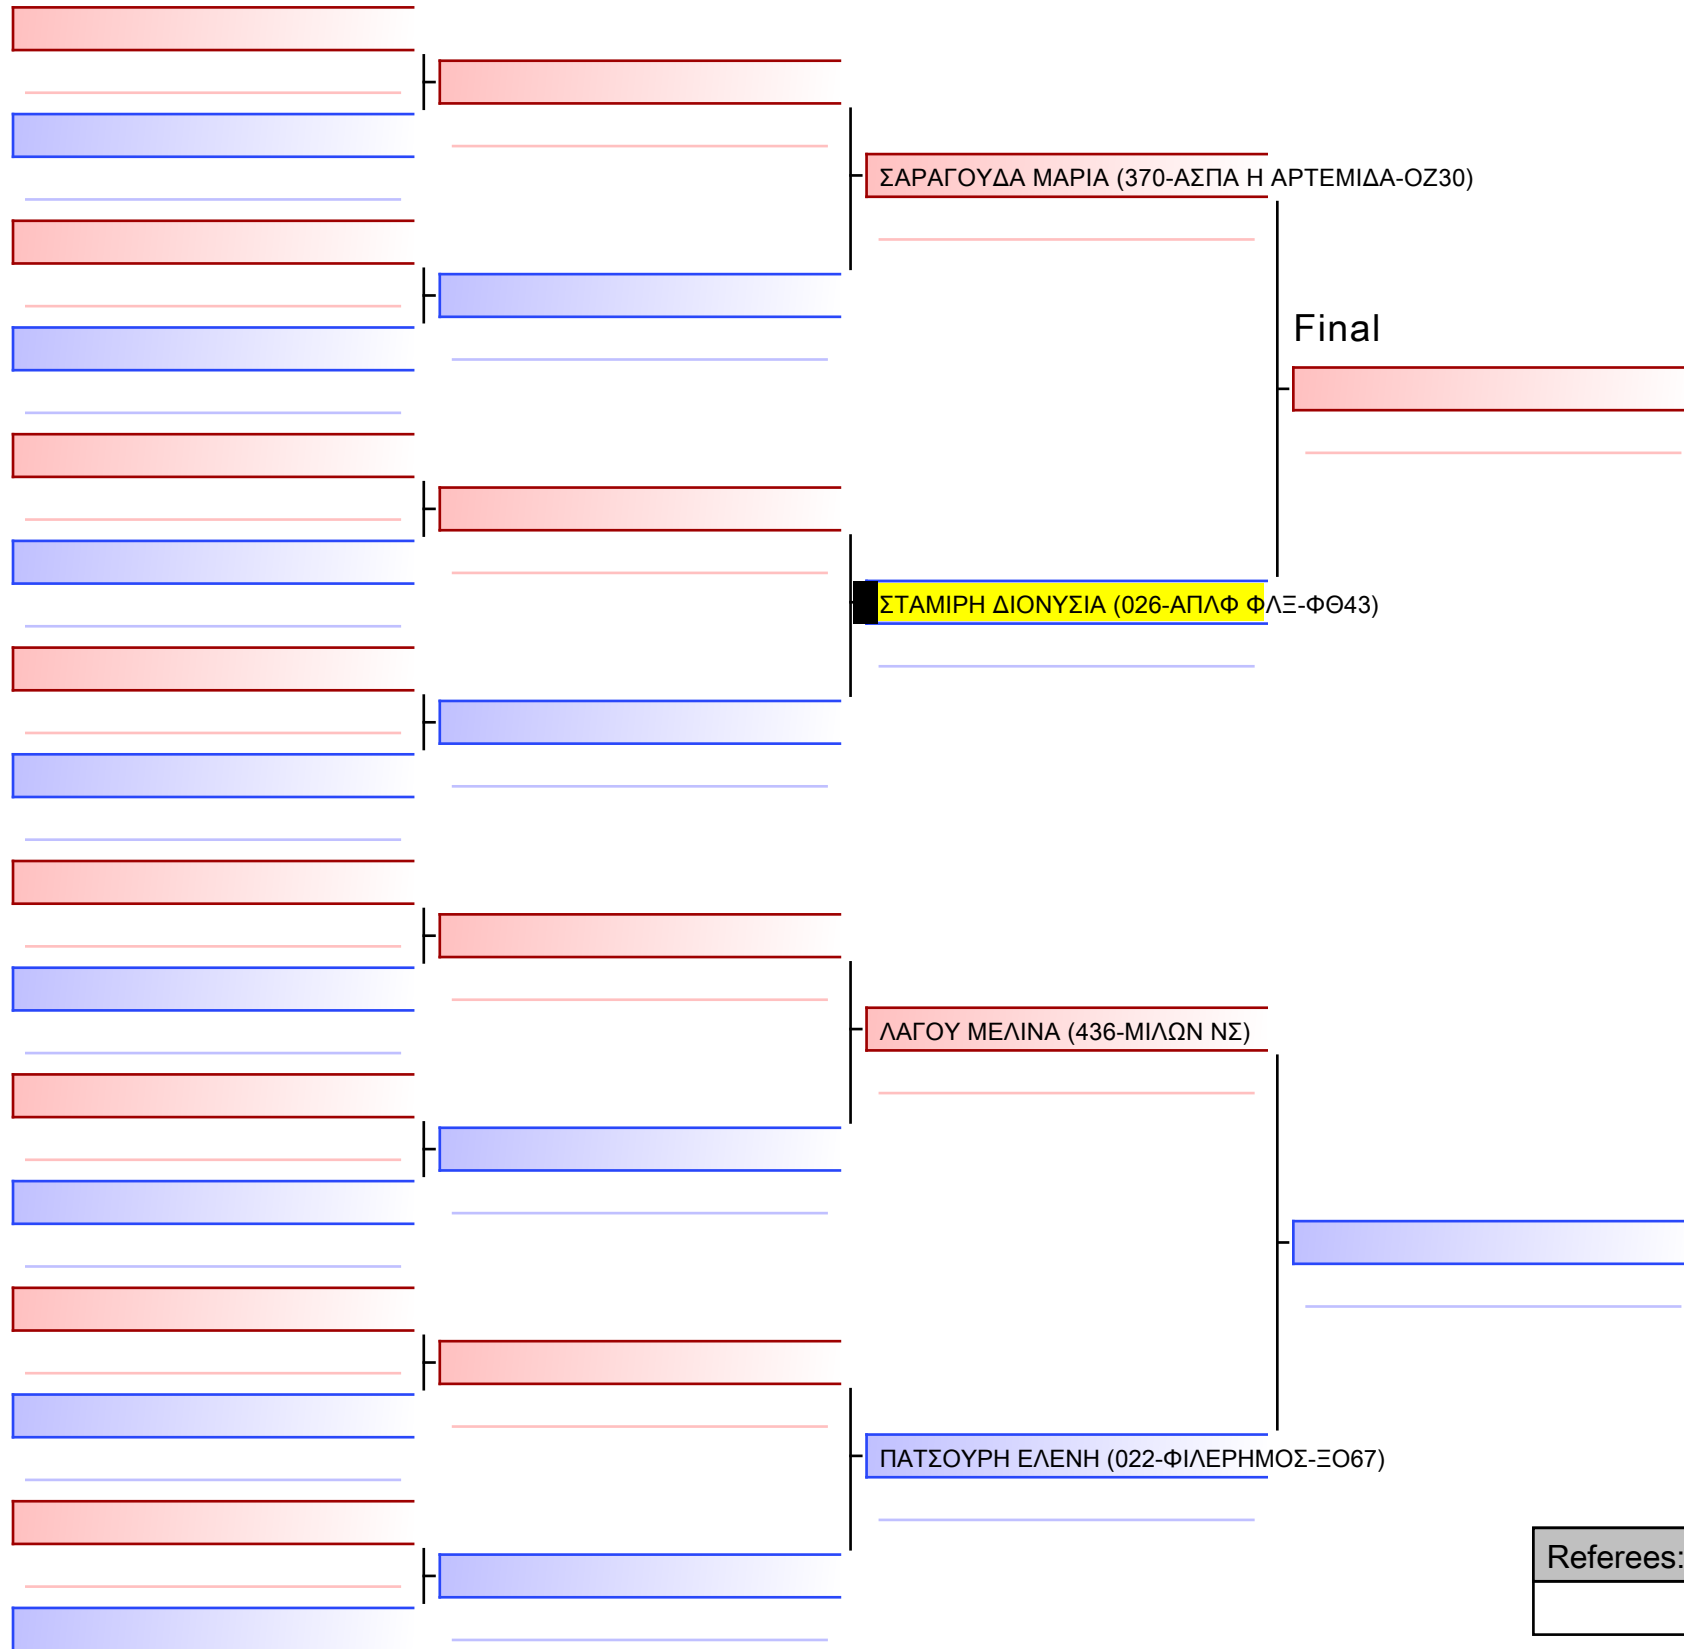 ΣΑΡΑΓΟΥΔΑ ΜΑΡΙΑ (370-ΑΣΠΑ Η ΑΡΤΕΜΙΔΑ-ΟΖ30)
Final
ΣΤΑΜΙΡΗ ΔΙΟΝΥΣΙΑ (026-ΑΠΛΦ ΦΛΞ-ΦΘ43)
ΛΑΓΟΥ ΜΕΛΙΝΑ (436-ΜΙΛΩΝ ΝΣ)
ΠΑΤΣΟΥΡΗ ΕΛΕΝΗ (022-ΦΙΛΕΡΗΜΟΣ-ΞΟ67)
Referees: